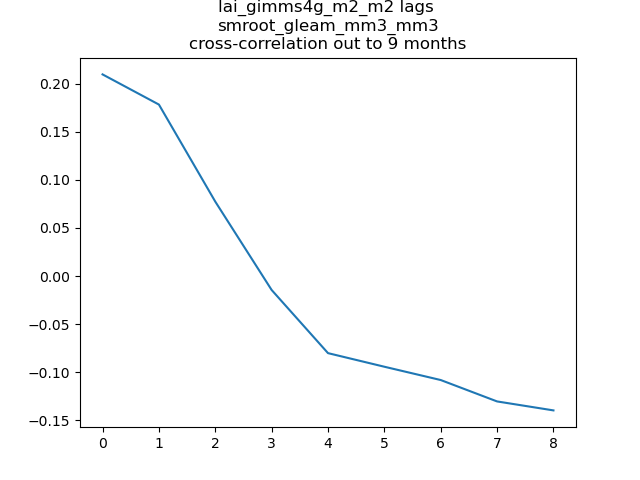 lai_gimms4g_m2_m2 lags
smroot_gleam_mm3_mm3
cross-correlation out to 9 months
0.20
0.15
0.10
0.05
0.00
−0.05
−0.10
−0.15
0 1 2 3 4 5 6 7 8